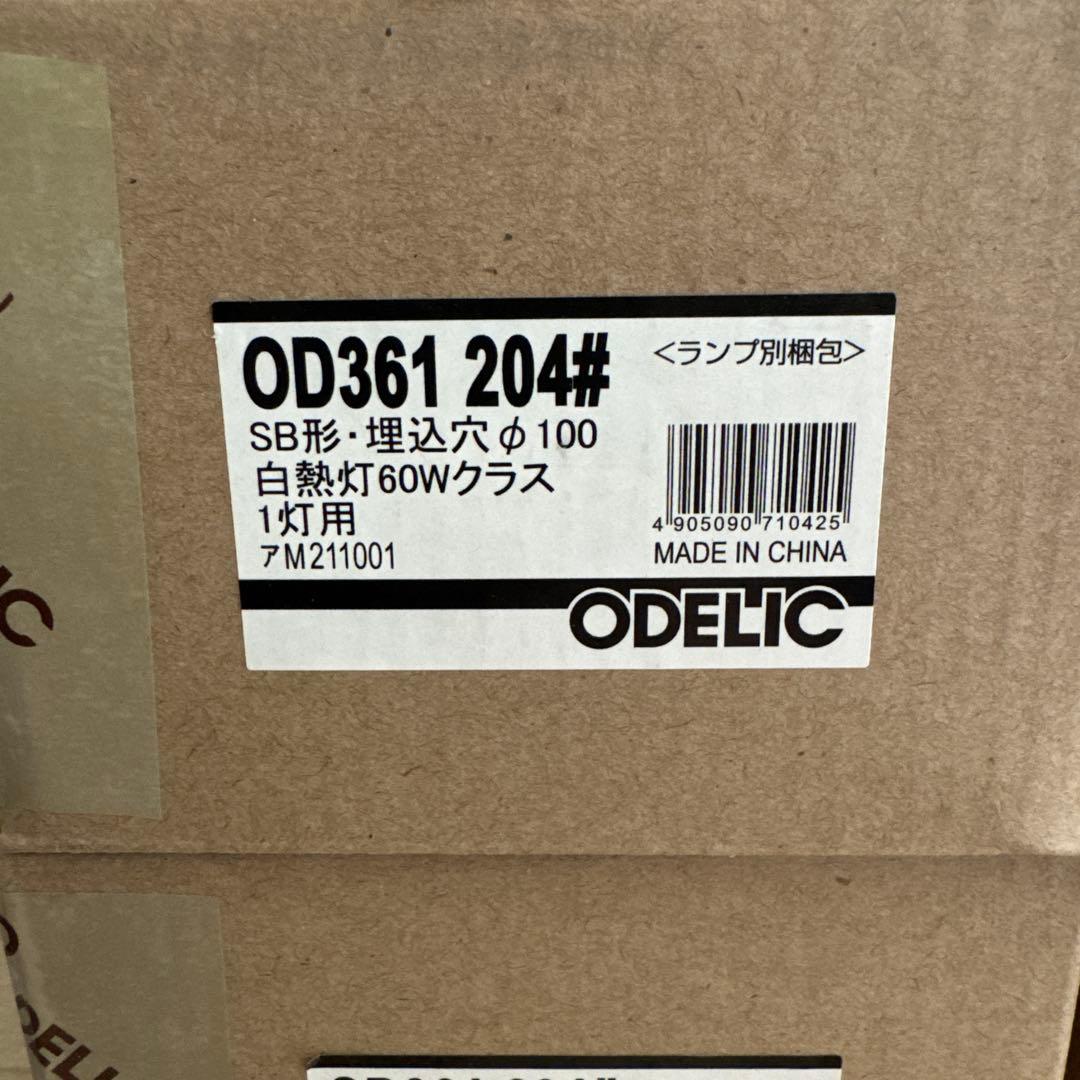 OD361 204#
<ランプ別梱包>
SB形・埋込穴φ100
白熱灯60Wクラス
1灯用
アM211001
4 905090 710425
MADE IN CHINA
ODELIC